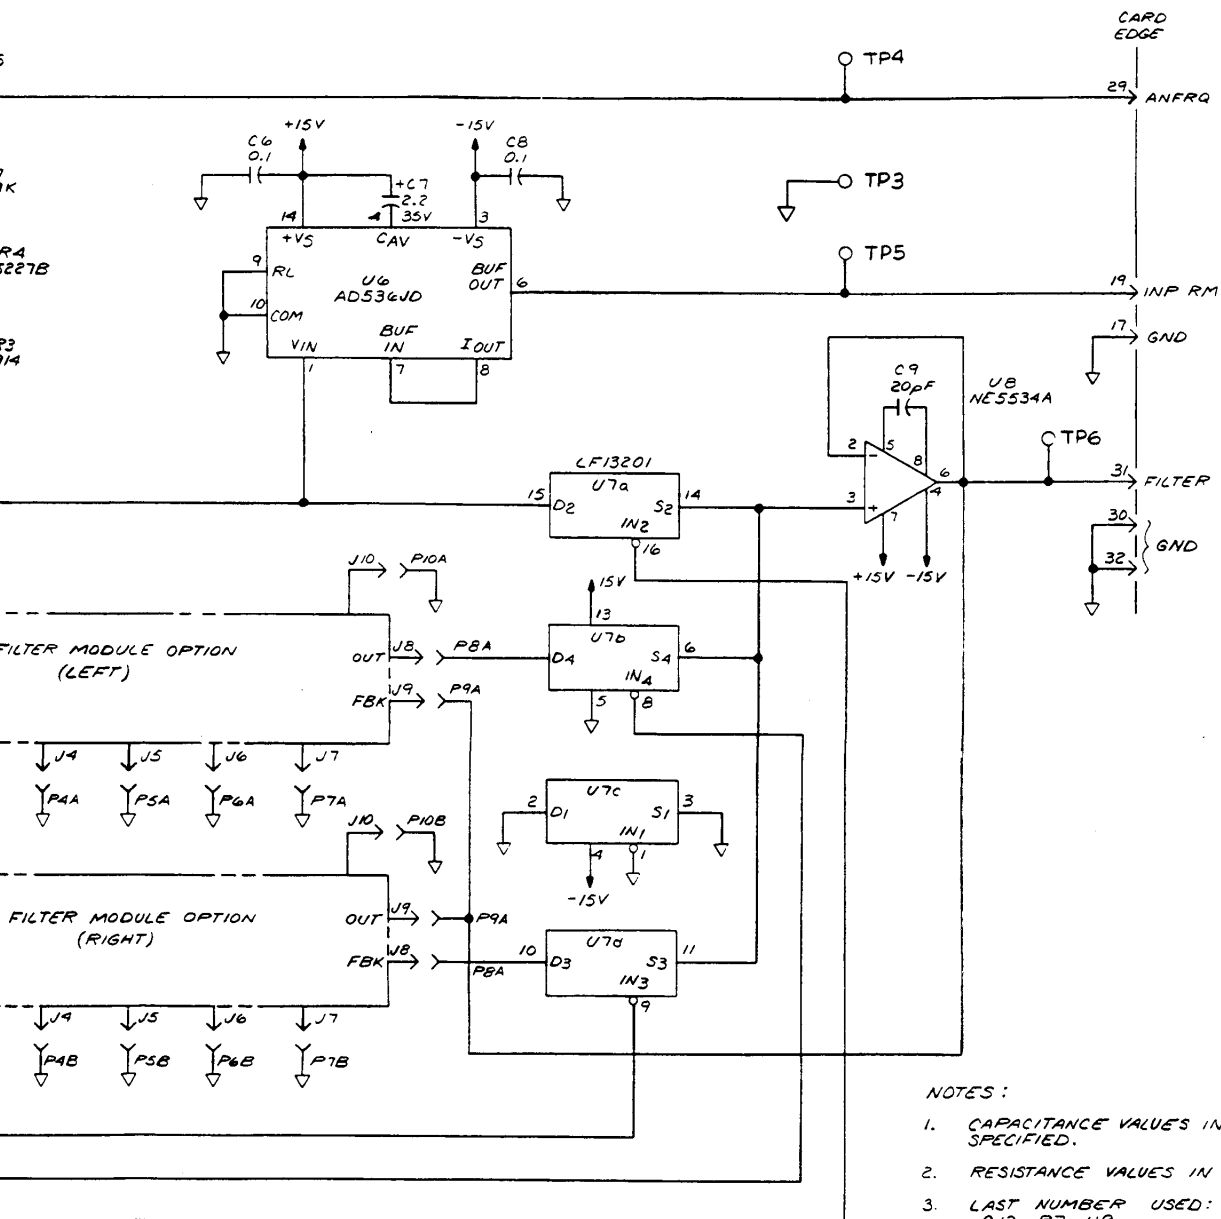 CARD
EDGE
TP4
29
ANFRQ
+15V
-15V
C6
0.1
C8
0.1
+C7
2.2
35V
4
TP3
K
R4
5227B
14
3
+VS
CAV
-VS
9
RL
U6
AD536JD
BUF
OUT
6
TP5
19
INP RM
10
COM
BUF
IN
VIN
I OUT
1
7
8
R3
914
17
GND
C9
20pF
U8
NE5534A
2
5
8
6
-
3
+
7
4
TP6
31
FILTER
+15V
-15V
30
32
GND
LF13201
U7a
15
D2
S2
14
IN2
16
J10
P10A
15V
13
FILTER MODULE OPTION
(LEFT)
OUT
J8
P8A
U7b
D4
S4
6
IN4
5
8
FBK
J9
P9A
J4
J5
J6
J7
P4A
P5A
P6A
P7A
U7c
2
D1
S1
3
IN1
4
1
-15V
J10
P10B
FILTER MODULE OPTION
(RIGHT)
OUT
J9
P9A
FBK
J8
P8A
U7d
10
D3
S3
11
IN3
9
J4
J5
J6
J7
P4B
P5B
P6B
P7B
NOTES:
1. CAPACITANCE VALUES IN
SPECIFIED.
2. RESISTANCE VALUES IN
3. LAST NUMBER USED: